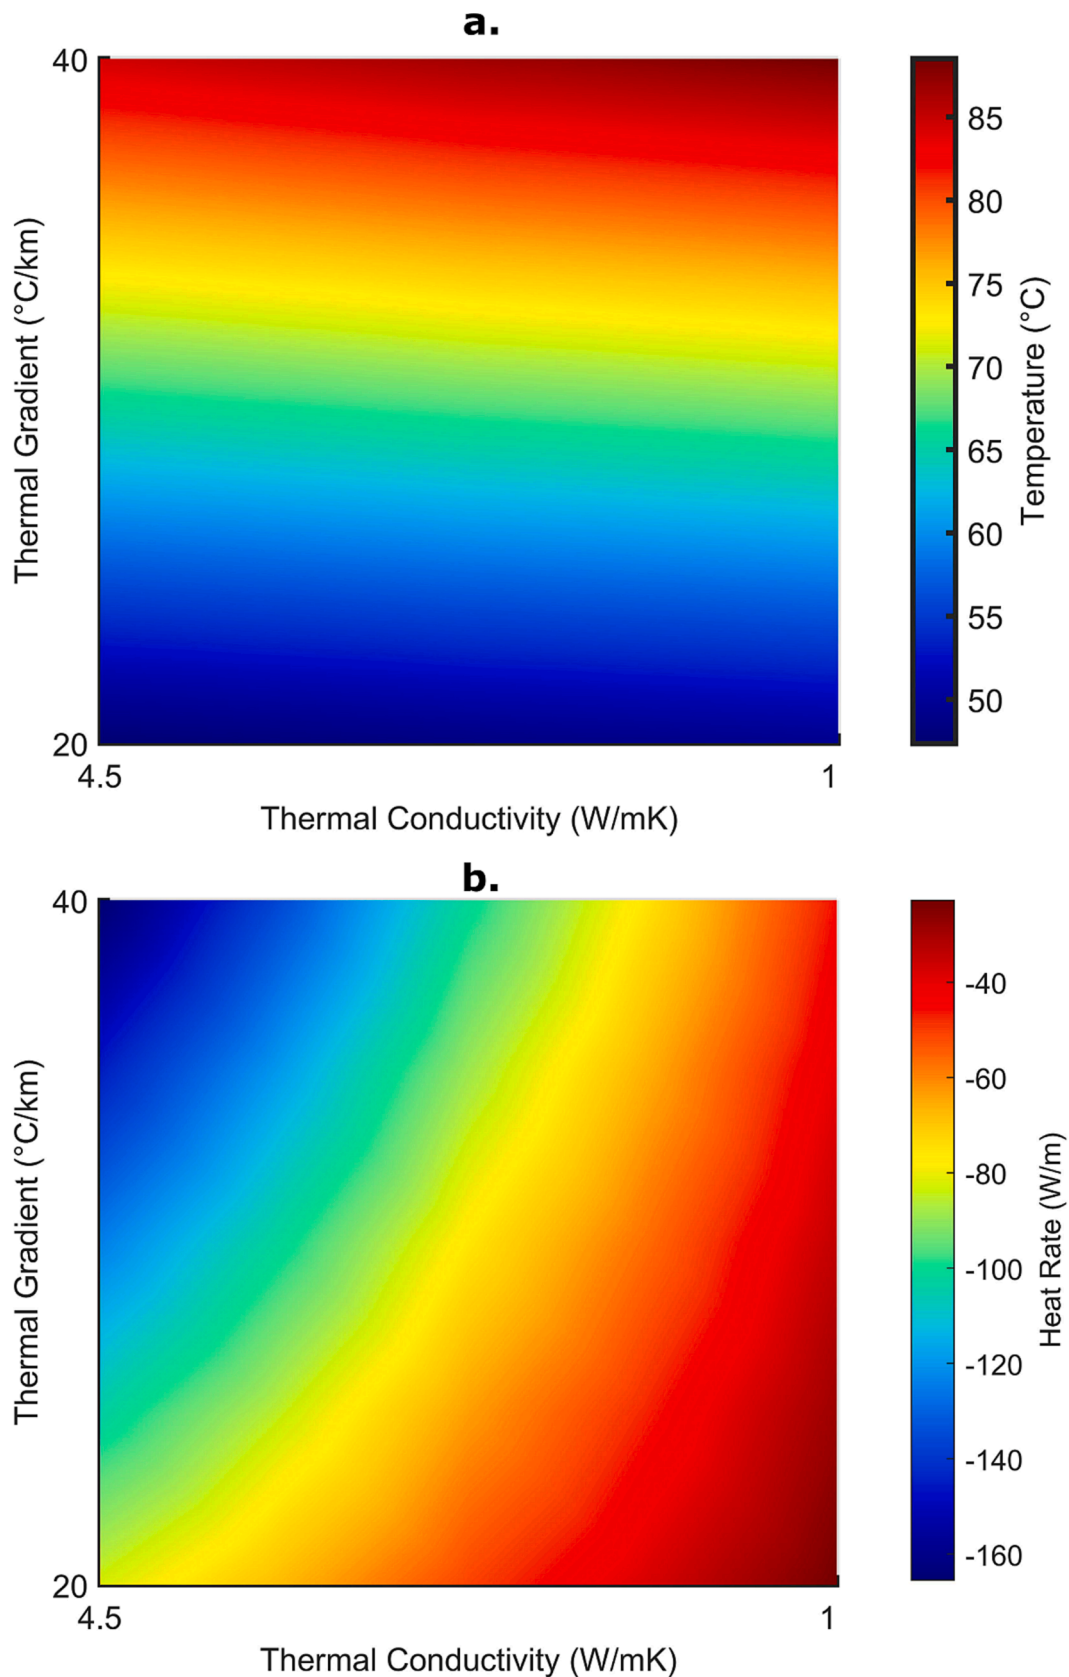 a.
40
20
4.5
1
Thermal Gradient (°C/km)
Thermal Conductivity (W/mK)
85
80
75
70
65
60
55
50
Temperature (°C)
b.
40
20
4.5
1
Thermal Gradient (°C/km)
Thermal Conductivity (W/mK)
-40
-60
-80
-100
-120
-140
-160
Heat Rate (W/m)